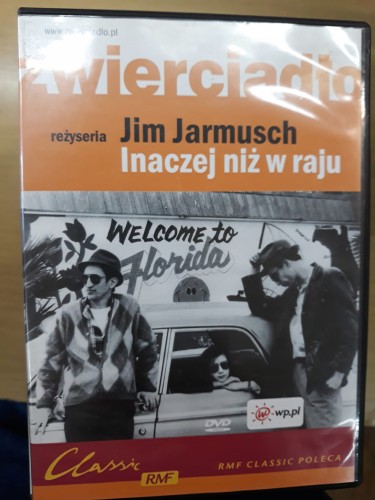 zwierciadło
reżyseria Jim Jarmusch
Inaczej niż w raju
WELCOME to
Florida
DVD
wp.pl
Classic
RMF
RMF CLASSIC POLECA